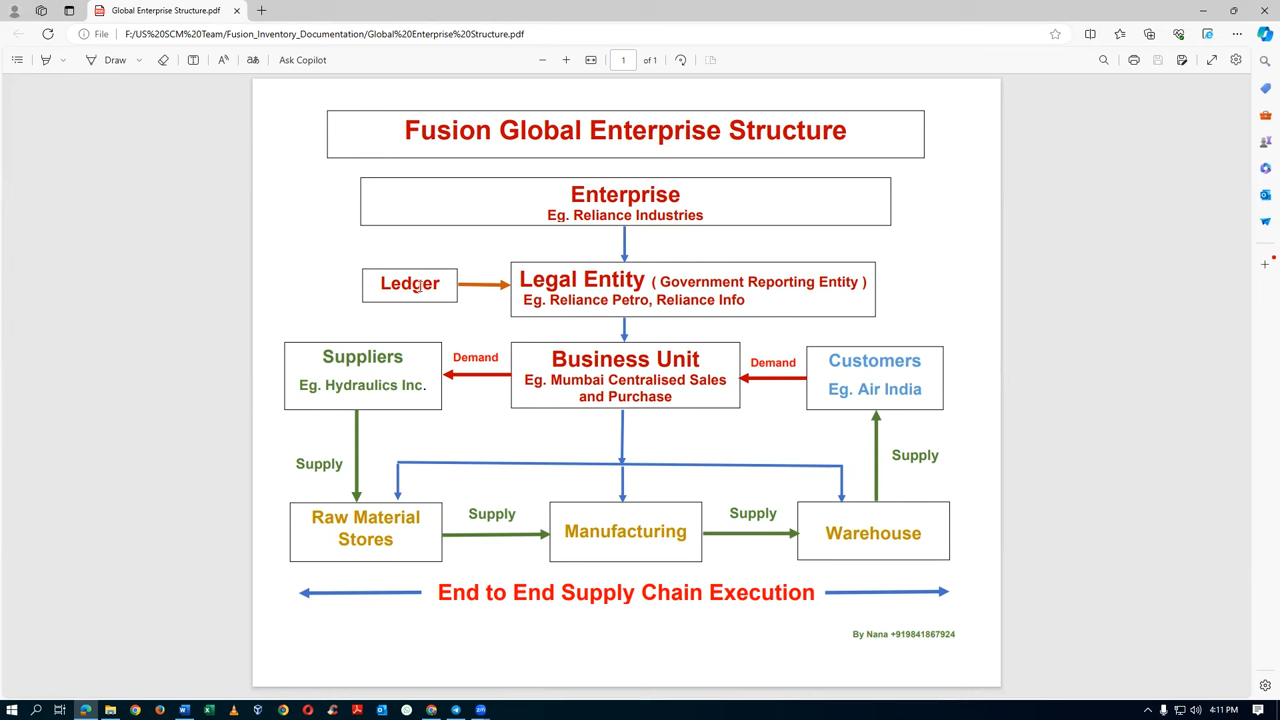 Global Enterprise Structure.pdf
File
F:/US%20SCM%20Team/Fusion_Inventory_Documentation/Global%20Enterprise%20Structure.pdf
Draw
Ask Copilot
1
of 1
Fusion Global Enterprise Structure
Enterprise
Eg. Reliance Industries
Ledger
Legal Entity ( Government Reporting Entity )
Eg. Reliance Petro, Reliance Info
Suppliers
Eg. Hydraulics Inc.
Demand
Business Unit
Eg. Mumbai Centralised Sales
and Purchase
Demand
Customers
Eg. Air India
Supply
Supply
Raw Material
Stores
Supply
Manufacturing
Supply
Warehouse
End to End Supply Chain Execution
By Nana +919841867924
4:11 PM